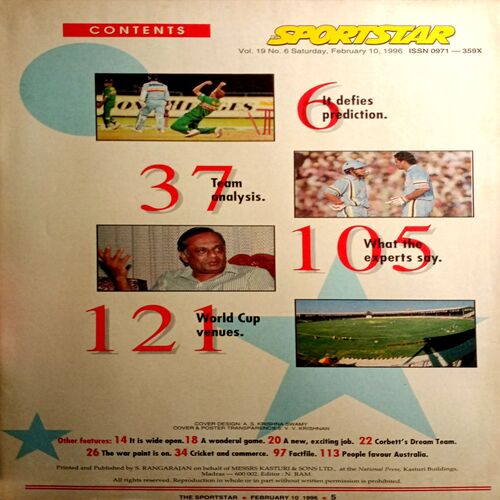 CONTENTS
THE SPORTSTAR
Vol. 19 No. 6 Saturday, February 10, 1996 ISSN 0971 — 359X
6
It defies
prediction.
37
Team
analysis.
105
What the
experts say.
121
World Cup
venues.
COVER DESIGN: A. S. KRISHNA SWAMY
COVER & POSTER TRANSPARENCIES: V. V. KRISHNAN
Other features: 14 It is wide open. 18 A wonderul game. 20 A new, exciting job. 22 Corbett's Dream Team.
26 The war paint is on. 34 Cricket and commerce. 97 Factfile. 113 People favour Australia.
Printed and Published by S. RANGARAJAN on behalf of MESSRS KASTURI & SONS LTD., at the National Press, Kasturi Buildings,
Madras — 600 002. Editor : N. RAM.
All rights reserved. Reproduction in whole or in part without written permission is prohibited.
THE SPORTSTAR ★ FEBRUARY 10 1996 ★ 5